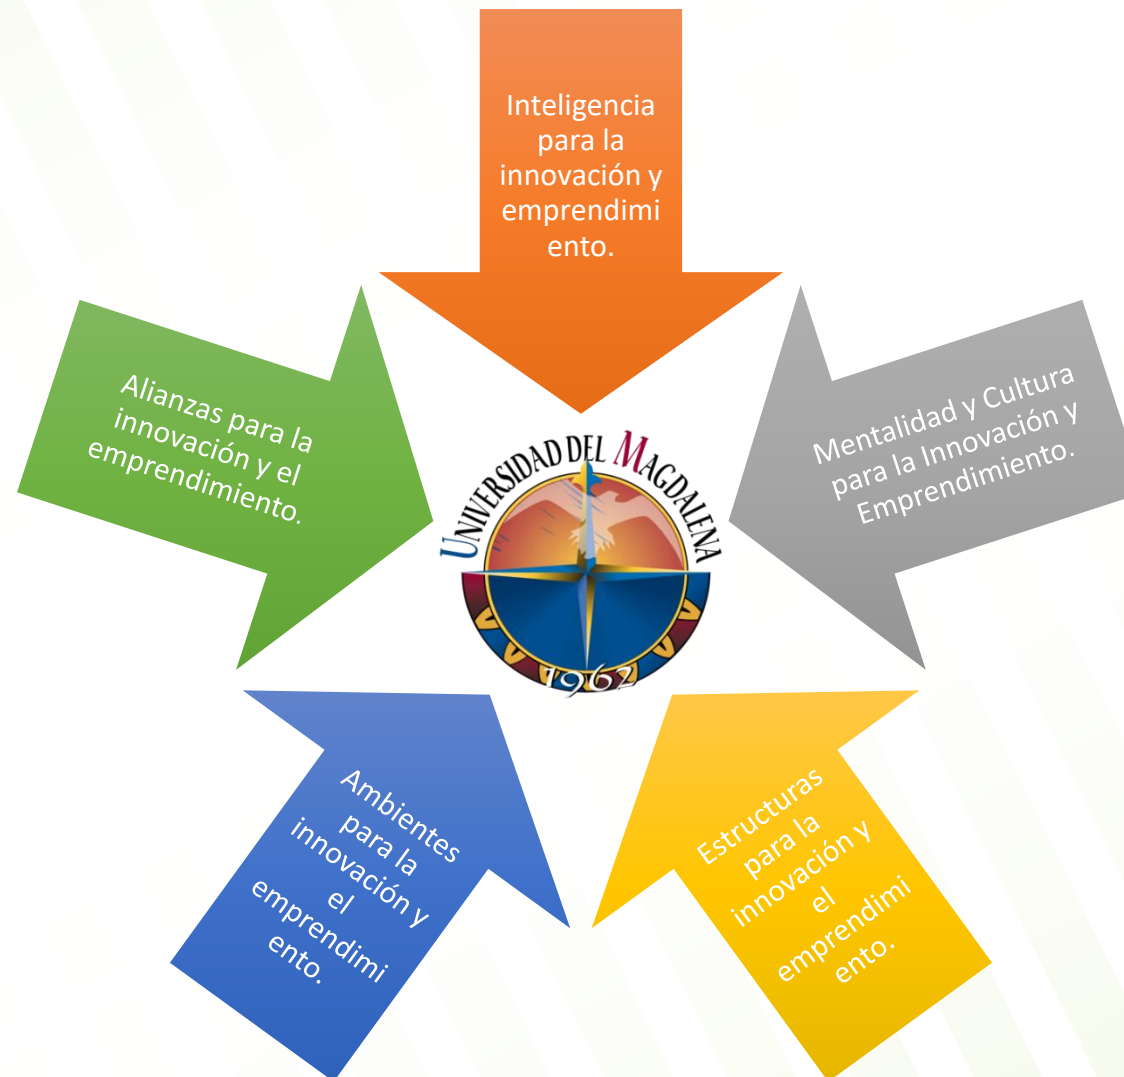 Inteligencia
para la
innovación y
emprendimi
ento.
Alianzas para la
innovación y el
emprendimiento.
Mentalidad y Cultura
para la Innovación y
Emprendimiento.
UNIVERSIDAD DEL MAGDALENA
1962
Ambientes
para la
innovación y
el
emprendimi
ento.
Estructuras
para la
innovación y
el
emprendimi
ento.